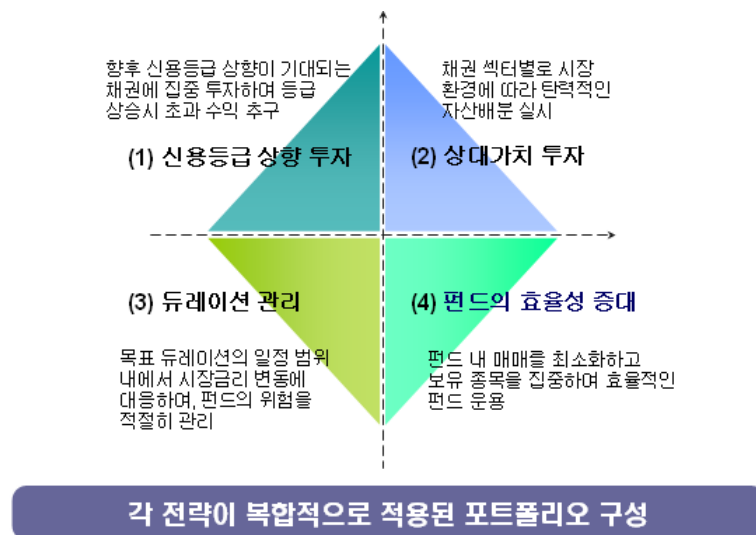 향후 신용등급 상향이 기대되는
채권에 집중 투자하며 등급
상승시 초과 수익 추구
(1) 신용등급 상향 투자
채권 섹터별로 시장
환경에 따라 탄력적인
자산배분 실시
(2) 상대가치 투자
(3) 듀레이션 관리
목표 듀레이션의 일정 범위
내에서 시장금리 변동에
대응하며, 펀드의 위험을
적절히 관리
(4) 펀드의 효율성 증대
펀드 내 매매를 최소화하고
보유 종목을 집중하며 효율적인
펀드 운용
각 전략이 복합적으로 적용된 포트폴리오 구성